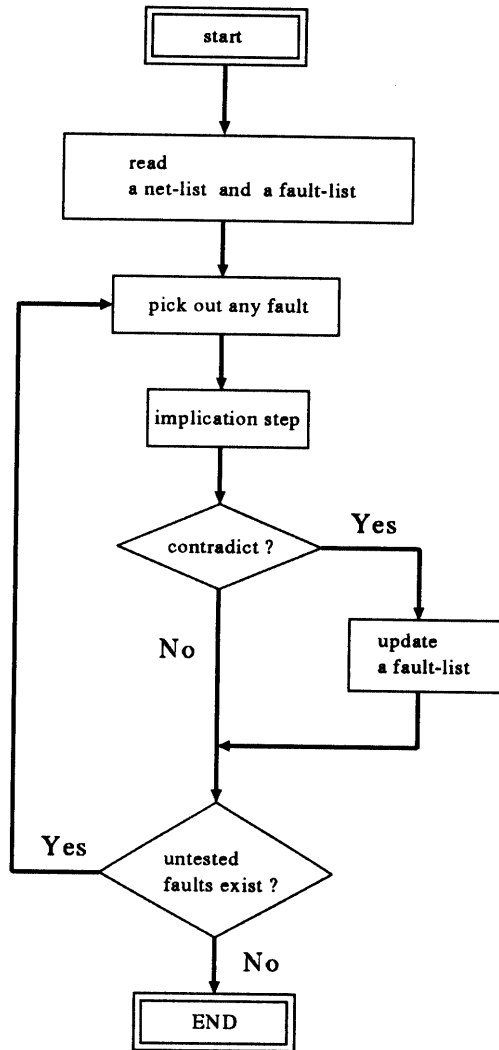 start
read
a net-list and a fault-list
pick out any fault
implication step
contradict ?
Yes
No
update
a fault-list
Yes
untested
faults exist ?
No
END